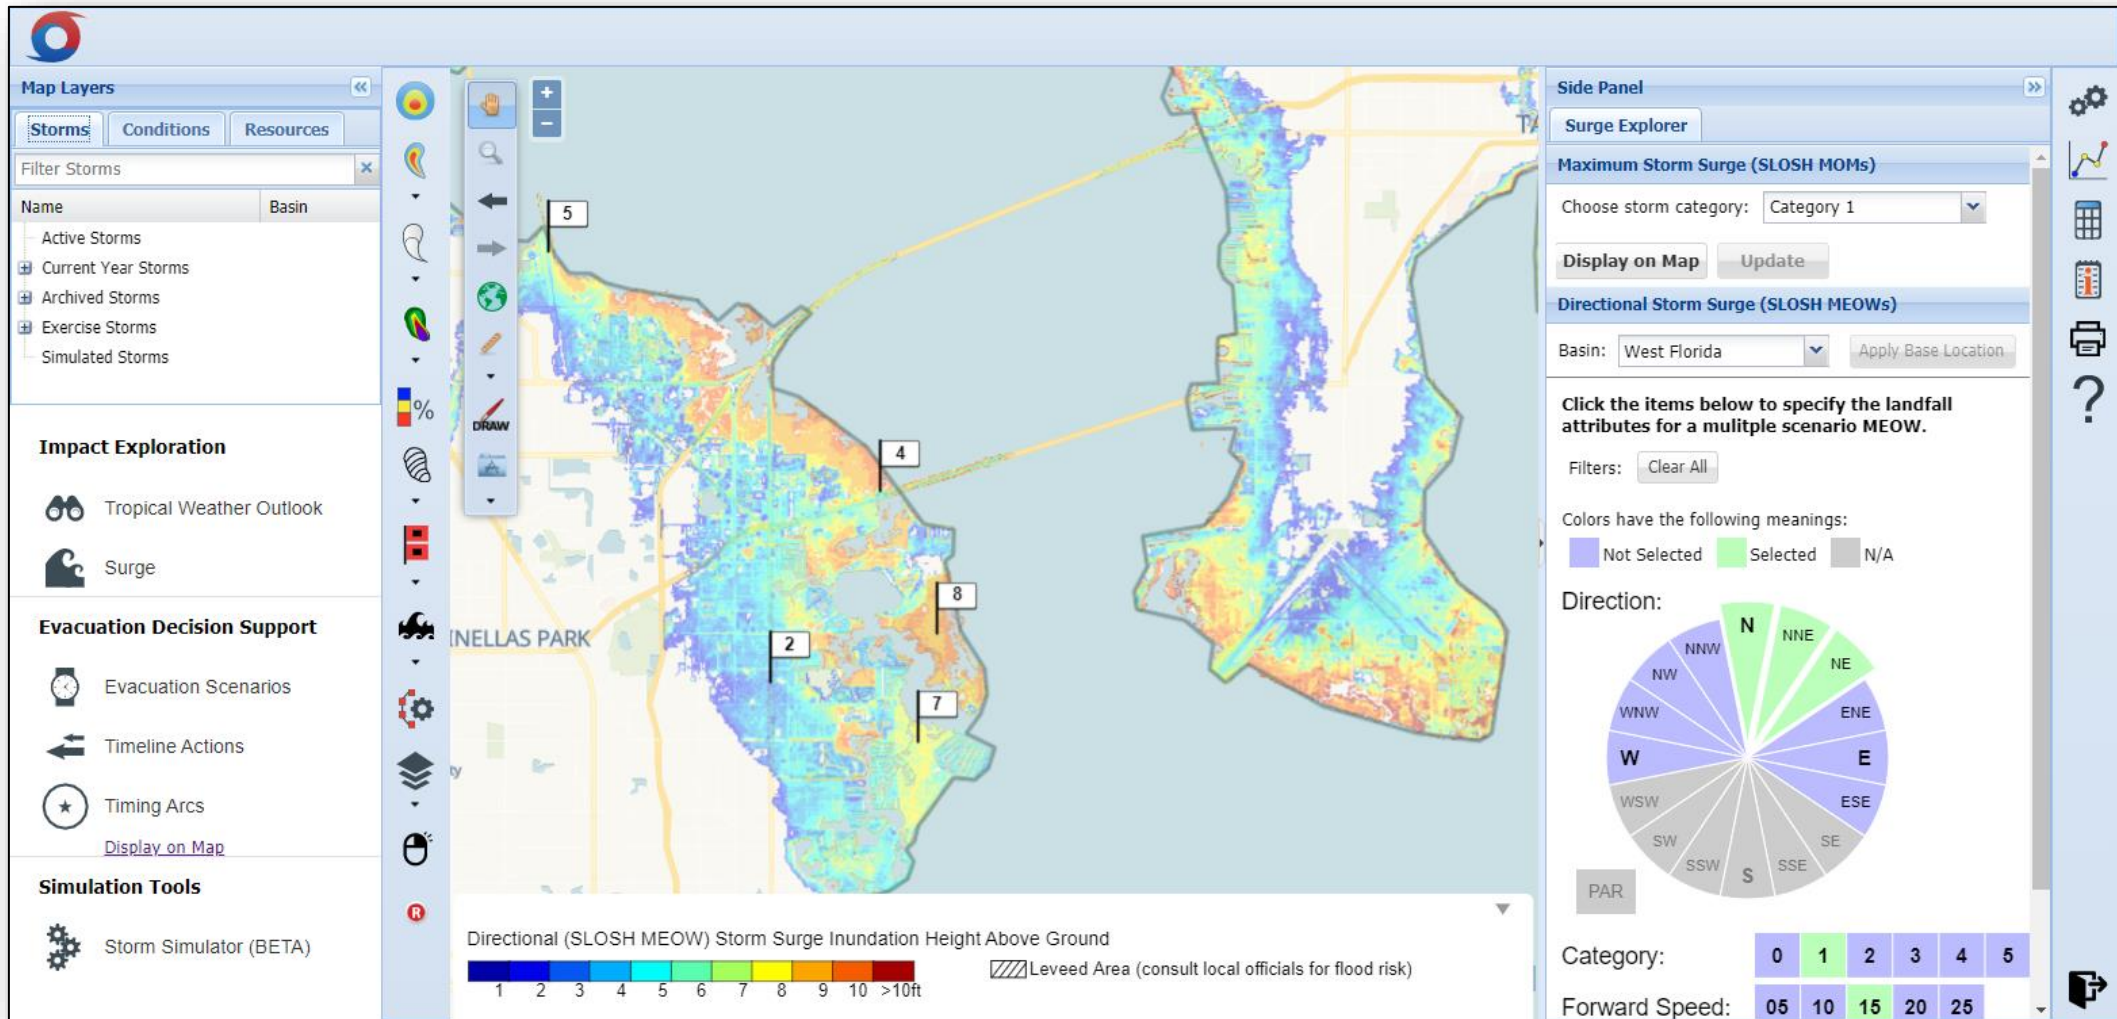 Map Layers
Storms Conditions Resources
Filter Storms
Name Basin
Active Storms
Current Year Storms
Archived Storms
Exercise Storms
Simulated Storms
Impact Exploration
Tropical Weather Outlook
Surge
Evacuation Decision Support
Evacuation Scenarios
Timeline Actions
Timing Arcs
Display on Map
Simulation Tools
Storm Simulator (BETA)
%
R
DRAW
+
−
5
4
8
2
7
INELLAS PARK
TA
ty
Directional (SLOSH MEOW) Storm Surge Inundation Height Above Ground
1 2 3 4 5 6 7 8 9 10 >10ft
Leveed Area (consult local officials for flood risk)
Side Panel
Surge Explorer
Maximum Storm Surge (SLOSH MOMs)
Choose storm category: Category 1
Display on Map Update
Directional Storm Surge (SLOSH MEOWs)
Basin: West Florida Apply Base Location
Click the items below to specify the landfall
attributes for a mulitple scenario MEOW.
Filters: Clear All
Colors have the following meanings:
Not Selected Selected N/A
Direction:
N
NNE
NE
ENE
E
ESE
SE
SSE
S
SSW
SW
WSW
W
WNW
NW
NNW
PAR
Category: 0 1 2 3 4 5
Forward Speed: 05 10 15 20 25
?